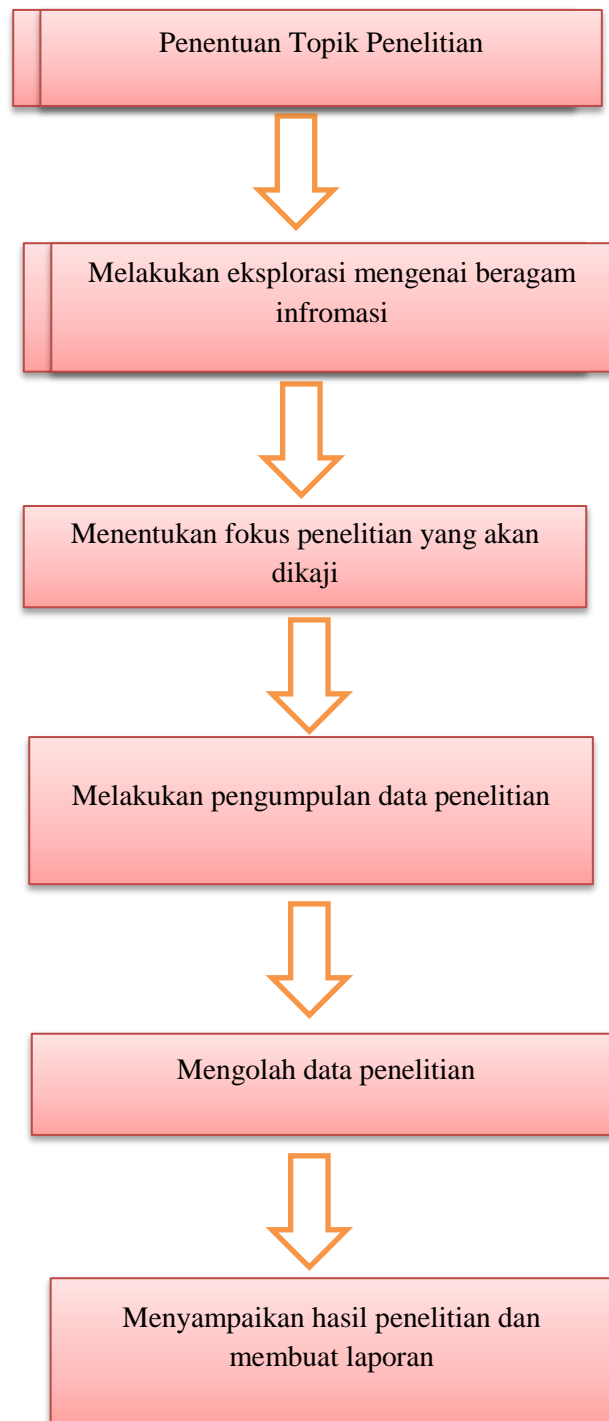 Penentuan Topik Penelitian
Melakukan eksplorasi mengenai beragam
infromasi
Menentukan fokus penelitian yang akan
dikaji
Melakukan pengumpulan data penelitian
Mengolah data penelitian
Menyampaikan hasil penelitian dan
membuat laporan